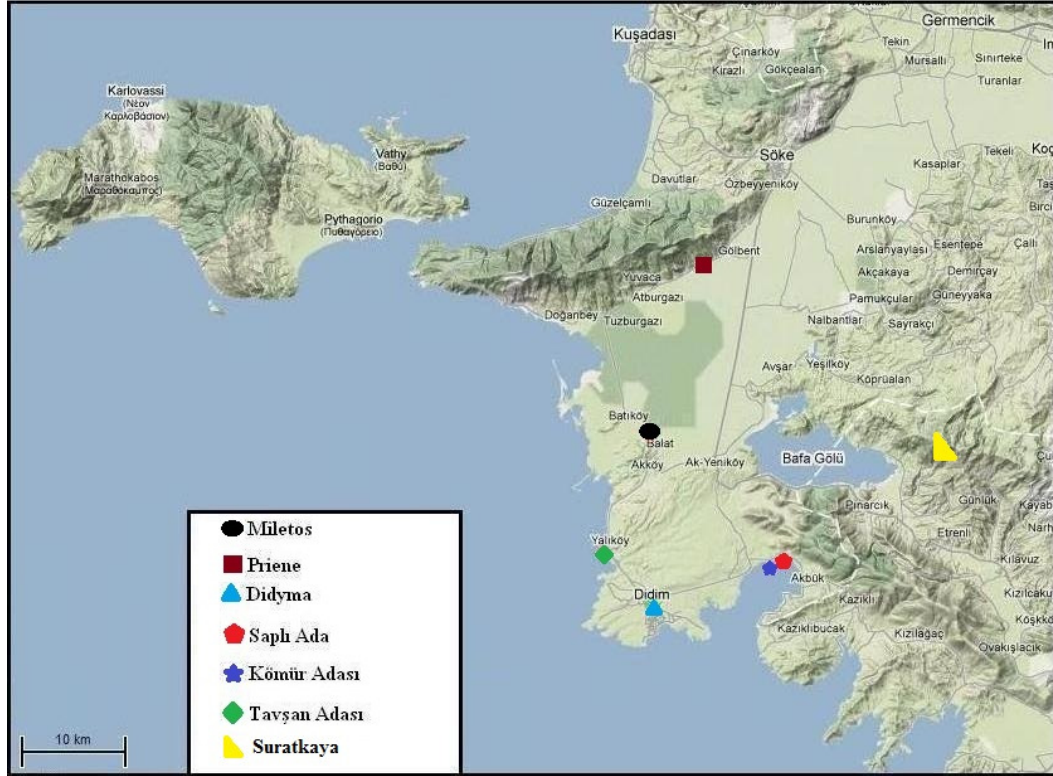 Kuşadası
Germencik
Çınarköy
Tekin
Kirazlı
Gökçealan
Mursallı
Sınırteke
Turanlar
Karlovassi
(Νέον
Καρλοβάσιον)
Vathy
(Βαθύ)
Marathokabos
(Μαραθόκαμπος)
Pythagorio
(Πυθαγόρειο)
Söke
Tekeli
Kasaplar
Davutlar
Özbeyyeniköy
Güzelçamlı
Burunköy
Gölbent
Arslanyaylası
Esentepe
Çallı
Yuvaca
Akçakaya
Demirçay
Atburgazı
Pamukçular
Güneyyaka
Doğanbey
Tuzburgazı
Nalbantlar
Sayrakçı
Avşar
Yeşilköy
Köprüalan
Batıköy
Balat
Akköy
Ak-Yeniköy
Bafa Gölü
Pınarcık
Günlük
Etrenli
Yalıköy
Kılavuz
Akbük
Didim
Kazıklı
Kazıklıbucak
Kızılağaç
Ovakışlacık
Miletos
Priene
Didyma
Saplı Ada
Kömür Adası
Tavşan Adası
Suratkaya
10 km